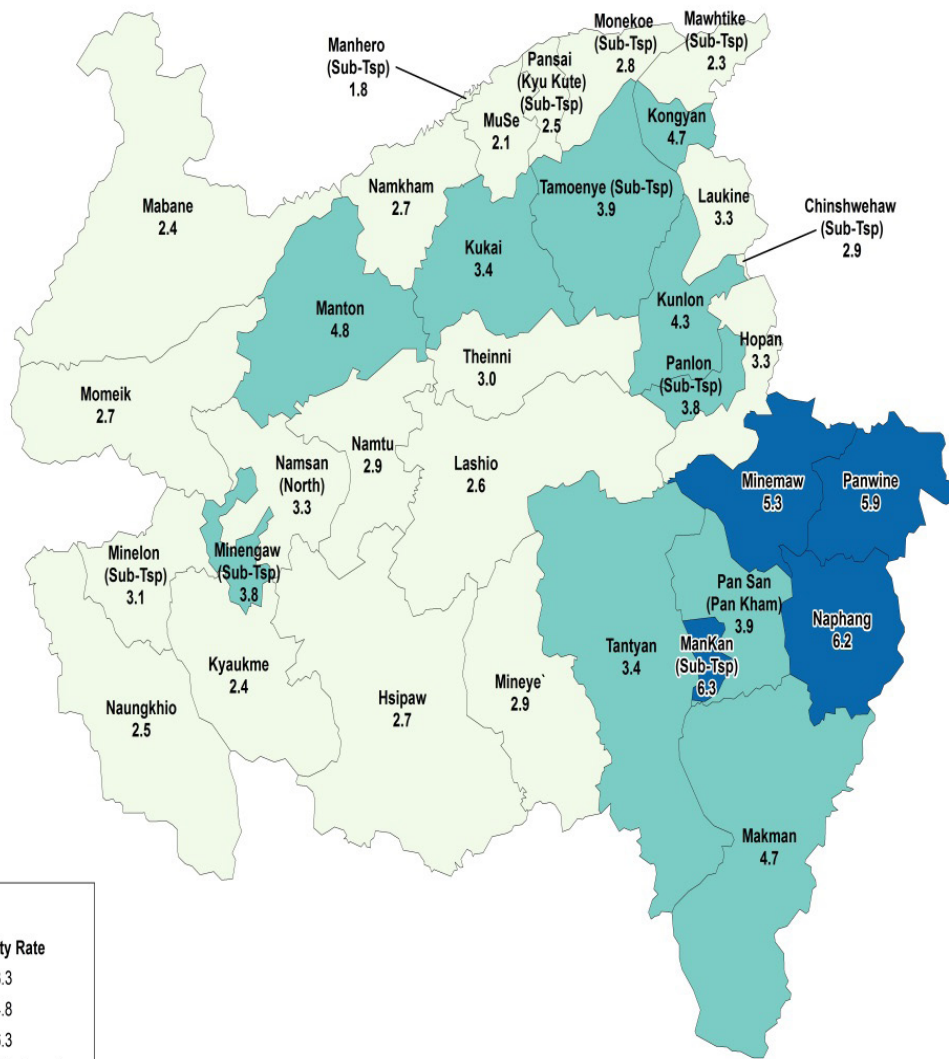 Manhero
(Sub-Tsp)
1.8
Pansai
(Kyu Kute)
(Sub-Tsp)
2.5
Monekoe
(Sub-Tsp)
2.8
Mawhtike
(Sub-Tsp)
2.3
MuSe
2.1
Kongyan
4.7
Mabane
2.4
Namkham
2.7
Tamoenye (Sub-Tsp)
3.9
Laukine
3.3
Chinshwehaw
(Sub-Tsp)
2.9
Kukai
3.4
Manton
4.8
Kunlon
4.3
Hopan
3.3
Theinni
3.0
Panlon
(Sub-Tsp)
3.8
Momeik
2.7
Namtu
2.9
Namsan
(North)
3.3
Lashio
2.6
Minemaw
5.3
Panwine
5.9
Minelon
(Sub-Tsp)
3.1
Minengaw
(Sub-Tsp)
3.8
Pan San
(Pan Kham)
3.9
Naphang
6.2
Tantyan
3.4
ManKan
(Sub-Tsp)
6.3
Kyaukme
2.4
Naungkhio
2.5
Hsipaw
2.7
Mineye`
2.9
Makman
4.7
Rate